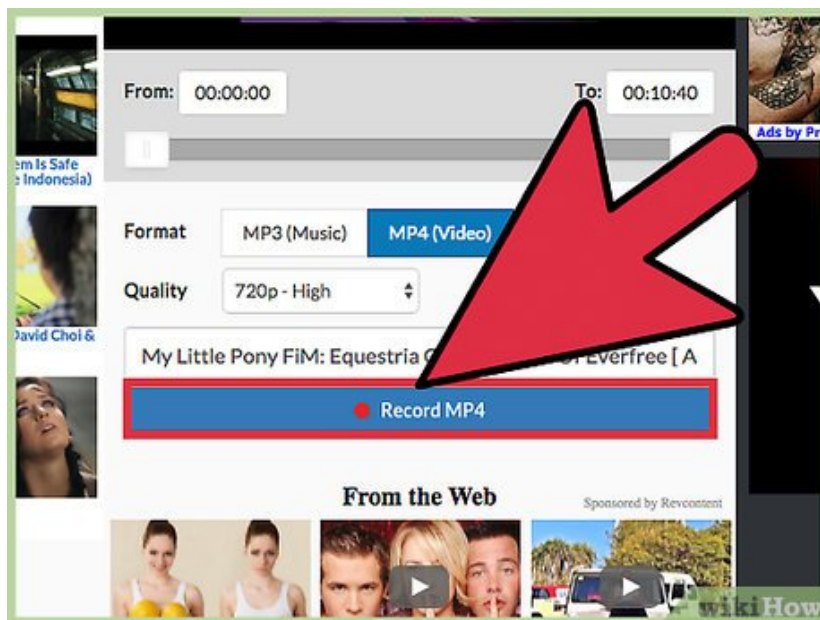 From: 00:00:00 To: 00:10:40
Ads by Pr
em Is Safe
e Indonesia)
Format MP3 (Music) MP4 (Video)
Quality 720p - High
David Choi &
My Little Pony FiM: Equestria Everfree [ A
Record MP4
From the Web Sponsored by Revcontent
wikiHow